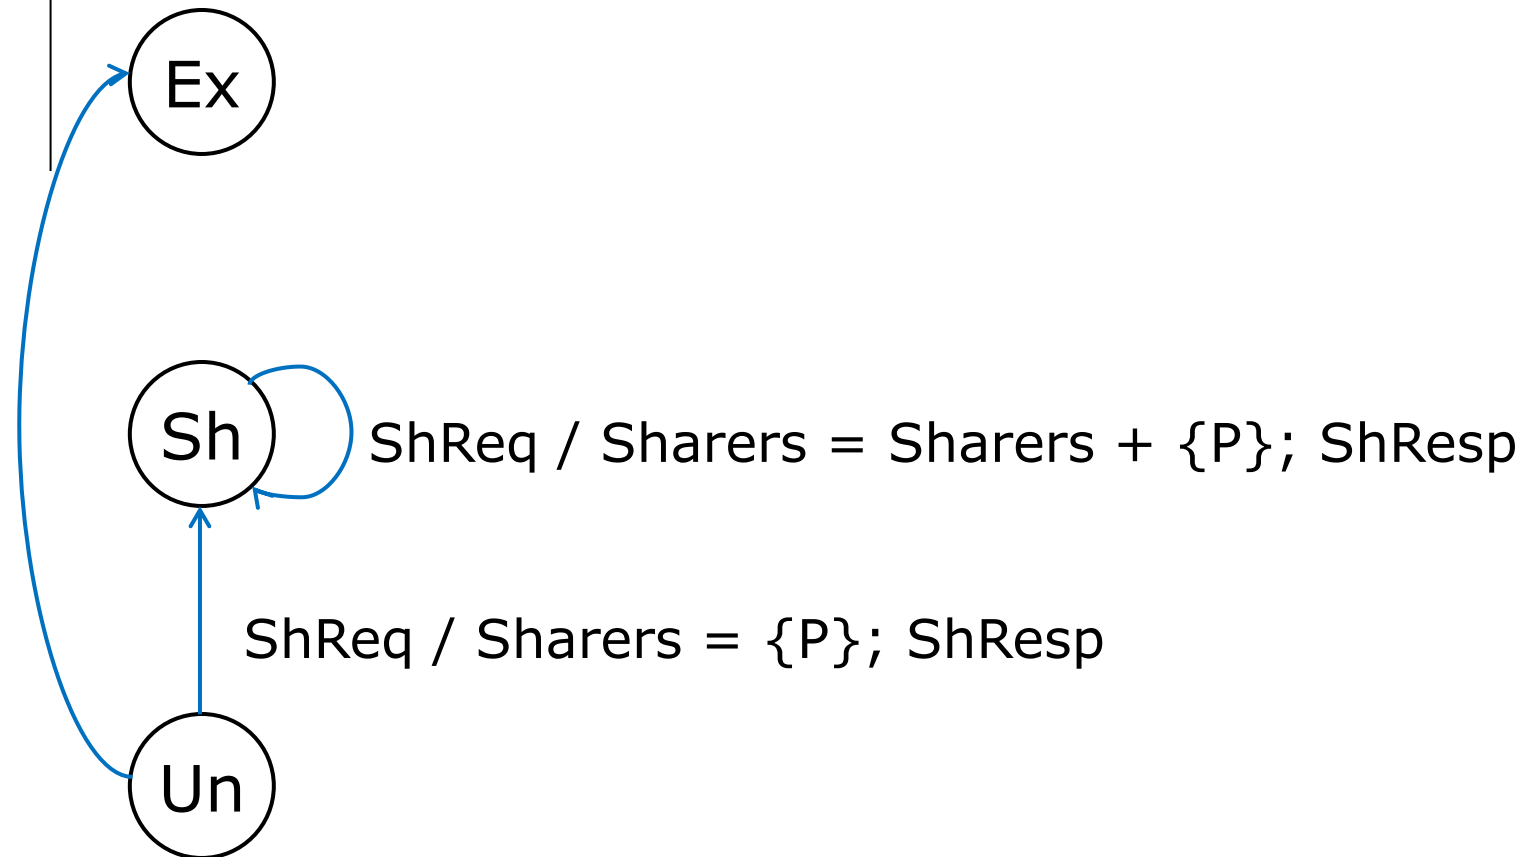 Ex
Sh
ShReq / Sharers = Sharers + {P}; ShResp
ShReq / Sharers = {P}; ShResp
Un